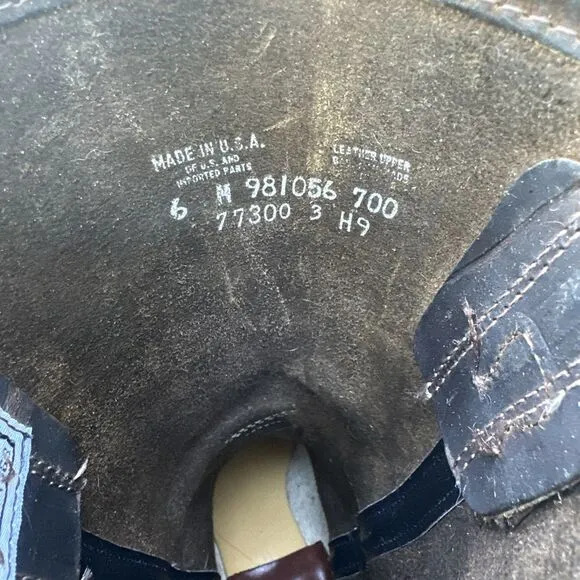 MADE IN U.S.A.
OF U.S. AND
IMPORTED PARTS
LEATHER UPPER
6 M 981056 700
77300 3 H9